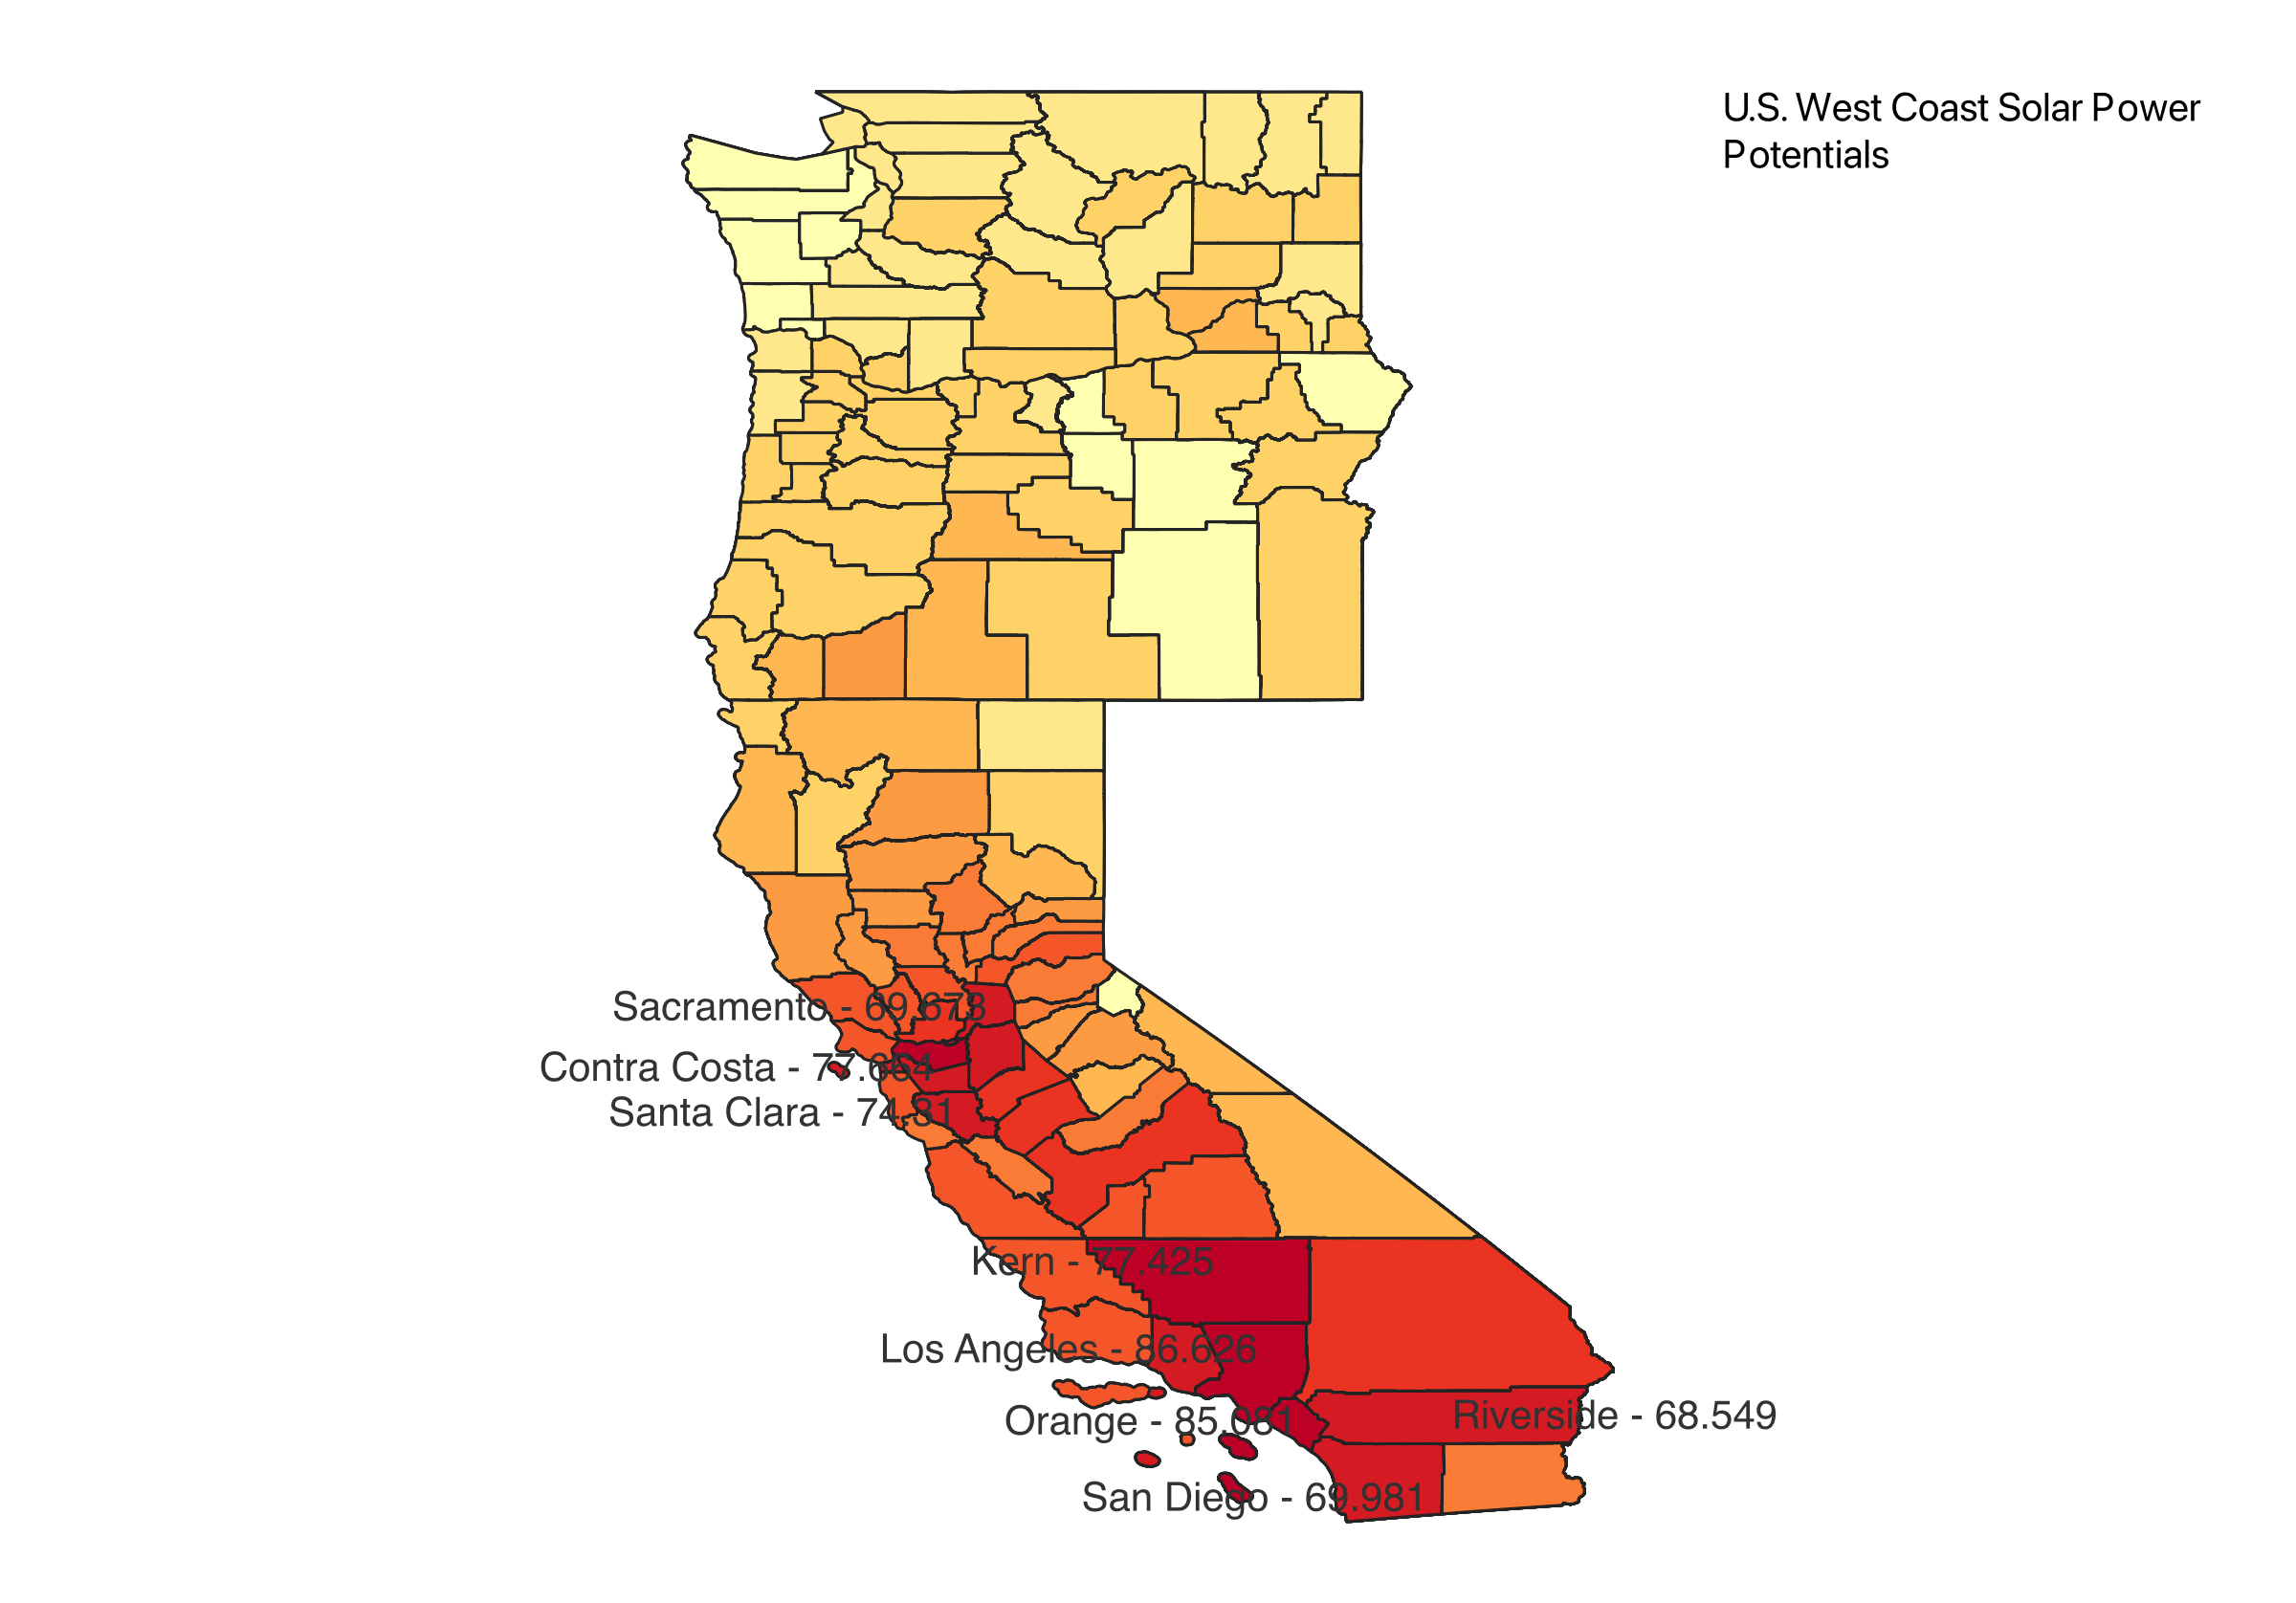 U.S. West Coast Solar Power
Potentials
Sacramento - 69.673
Contra Costa - 77.664
Santa Clara - 74.31
Kern - 77.425
Los Angeles - 86.626
Orange - 85.081
Riverside - 68.549
San Diego - 69.981